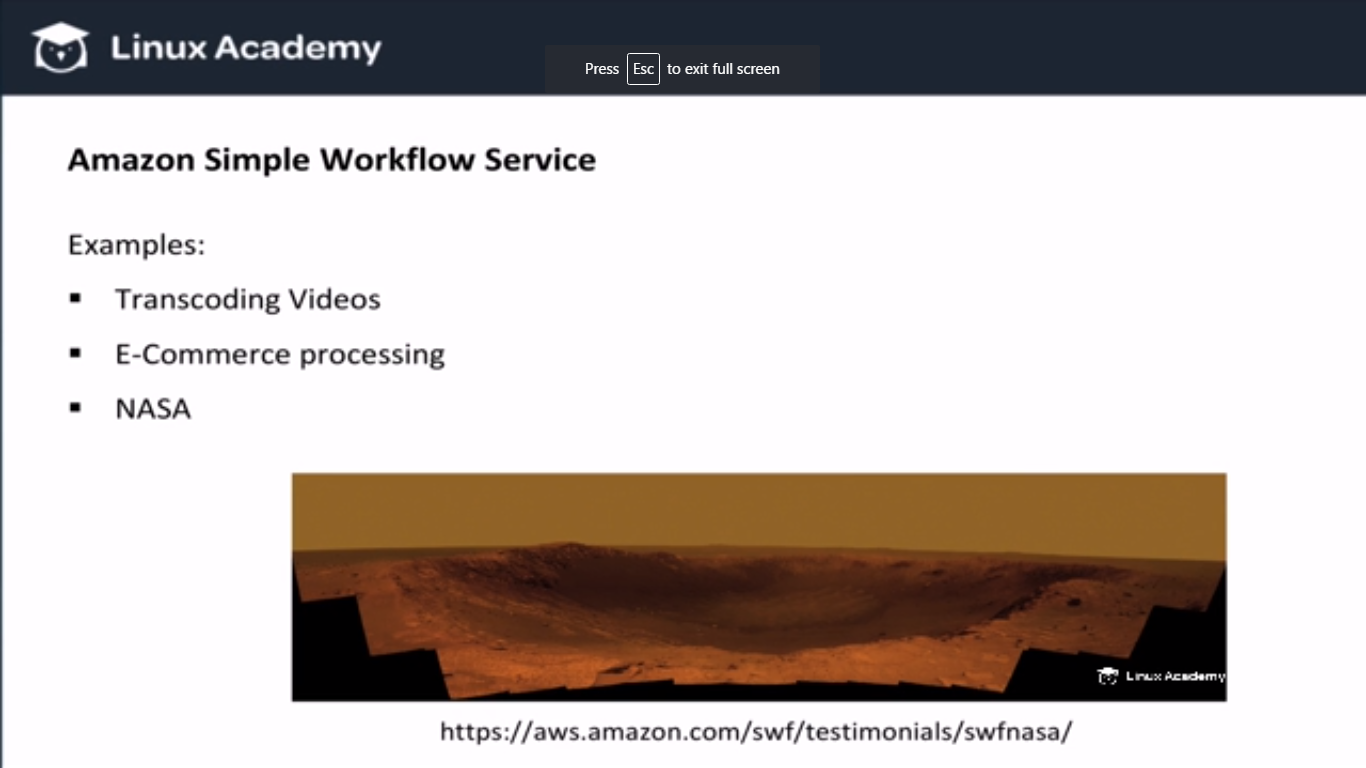 Linux Academy
Press Esc to exit full screen
Amazon Simple Workflow Service
Examples:
▪ Transcoding Videos
▪ E-Commerce processing
▪ NASA
Linux Academy
https://aws.amazon.com/swf/testimonials/swfnasa/